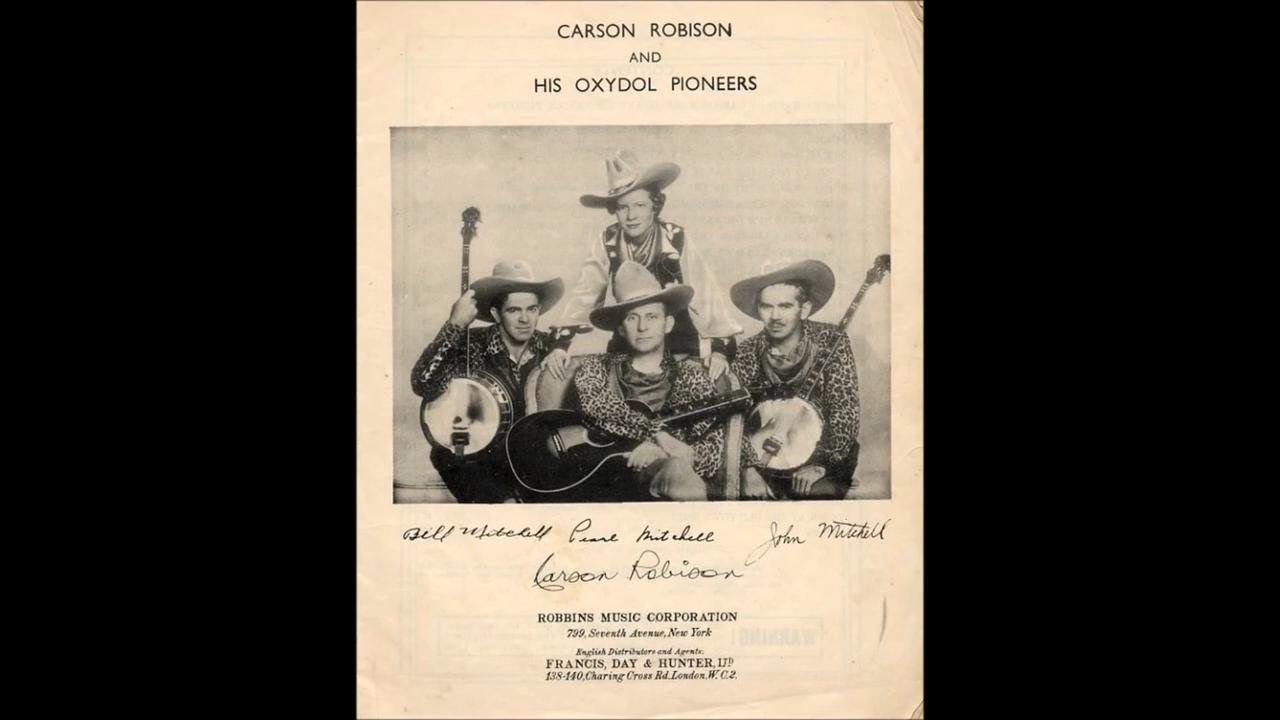 CARSON ROBISON
AND
HIS OXYDOL PIONEERS
Bill Mitchell Pearl Mitchell John Mitchell
Carson Robison
ROBBINS MUSIC CORPORATION
799, Seventh Avenue, New York
English Distributors and Agents:
FRANCIS, DAY & HUNTER, LTD
138-140, Charing Cross Rd. London, W.C.2.
WARNING!